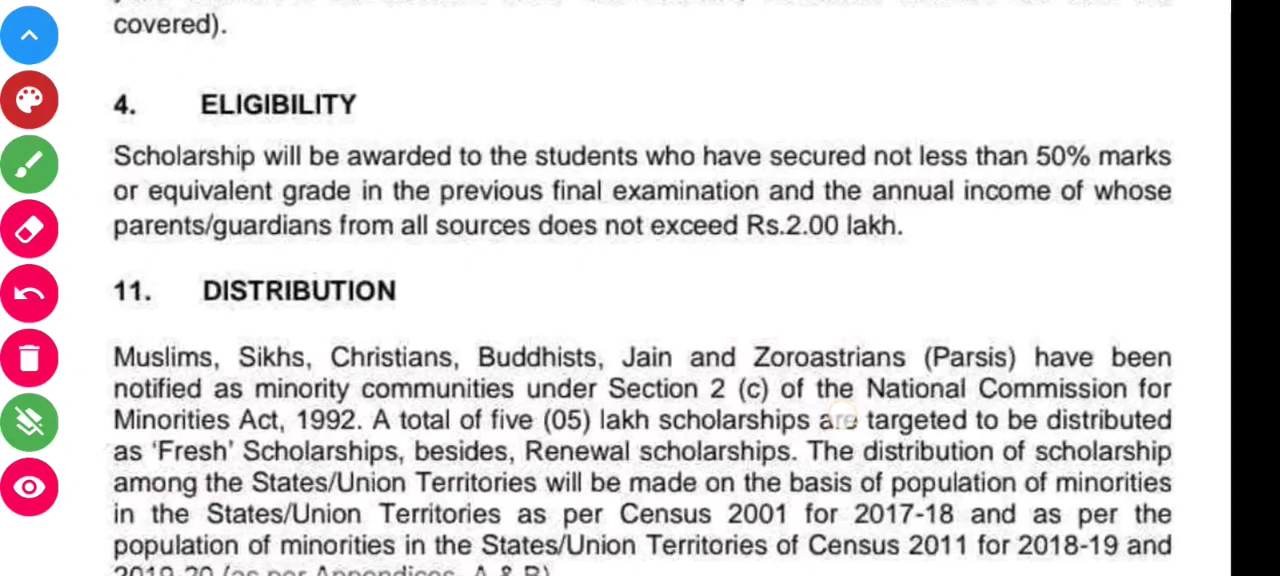 covered).
4. ELIGIBILITY
Scholarship will be awarded to the students who have secured not less than 50% marks
or equivalent grade in the previous final examination and the annual income of whose
parents/guardians from all sources does not exceed Rs.2.00 lakh.
11. DISTRIBUTION
Muslims, Sikhs, Christians, Buddhists, Jain and Zoroastrians (Parsis) have been
notified as minority communities under Section 2 (c) of the National Commission for
Minorities Act, 1992. A total of five (05) lakh scholarships are targeted to be distributed
as ‘Fresh’ Scholarships, besides, Renewal scholarships. The distribution of scholarship
among the States/Union Territories will be made on the basis of population of minorities
in the States/Union Territories as per Census 2001 for 2017-18 and as per the
population of minorities in the States/Union Territories of Census 2011 for 2018-19 and
2019-20 (as per Appendices, A & B)